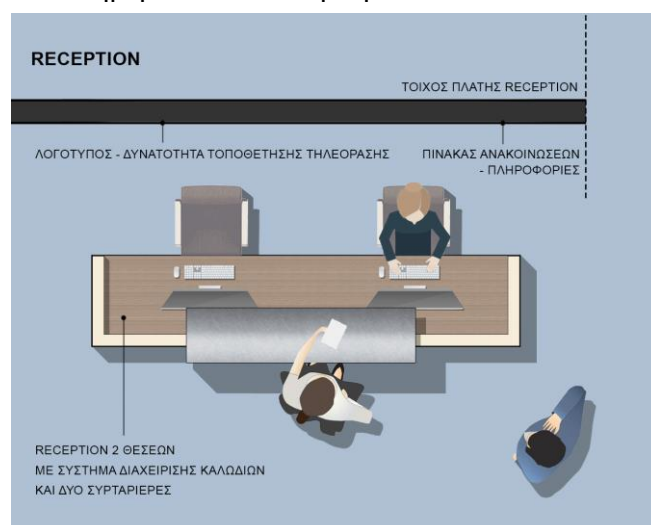 RECEPTION
ΤΟΙΧΟΣ ΠΛΑΤΗΣ RECEPTION
ΛΟΓΟΤΥΠΟΣ - ΔΥΝΑΤΟΤΗΤΑ ΤΟΠΟΘΕΤΗΣΗΣ ΤΗΛΕΟΡΑΣΗΣ
ΠΙΝΑΚΑΣ ΑΝΑΚΟΙΝΩΣΕΩΝ
- ΠΛΗΡΟΦΟΡΙΕΣ
RECEPTION 2 ΘΕΣΕΩΝ
ΜΕ ΣΥΣΤΗΜΑ ΔΙΑΧΕΙΡΙΣΗΣ ΚΑΛΩΔΙΩΝ
ΚΑΙ ΔΥΟ ΣΥΡΤΑΡΙΕΡΕΣ